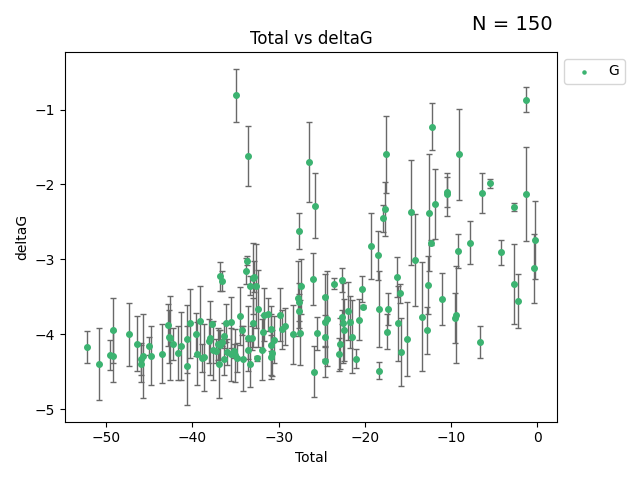 N = 150
Total vs deltaG
G
deltaG
−1
−2
−3
−4
−5
−50 −40 −30 −20 −10 0
Total